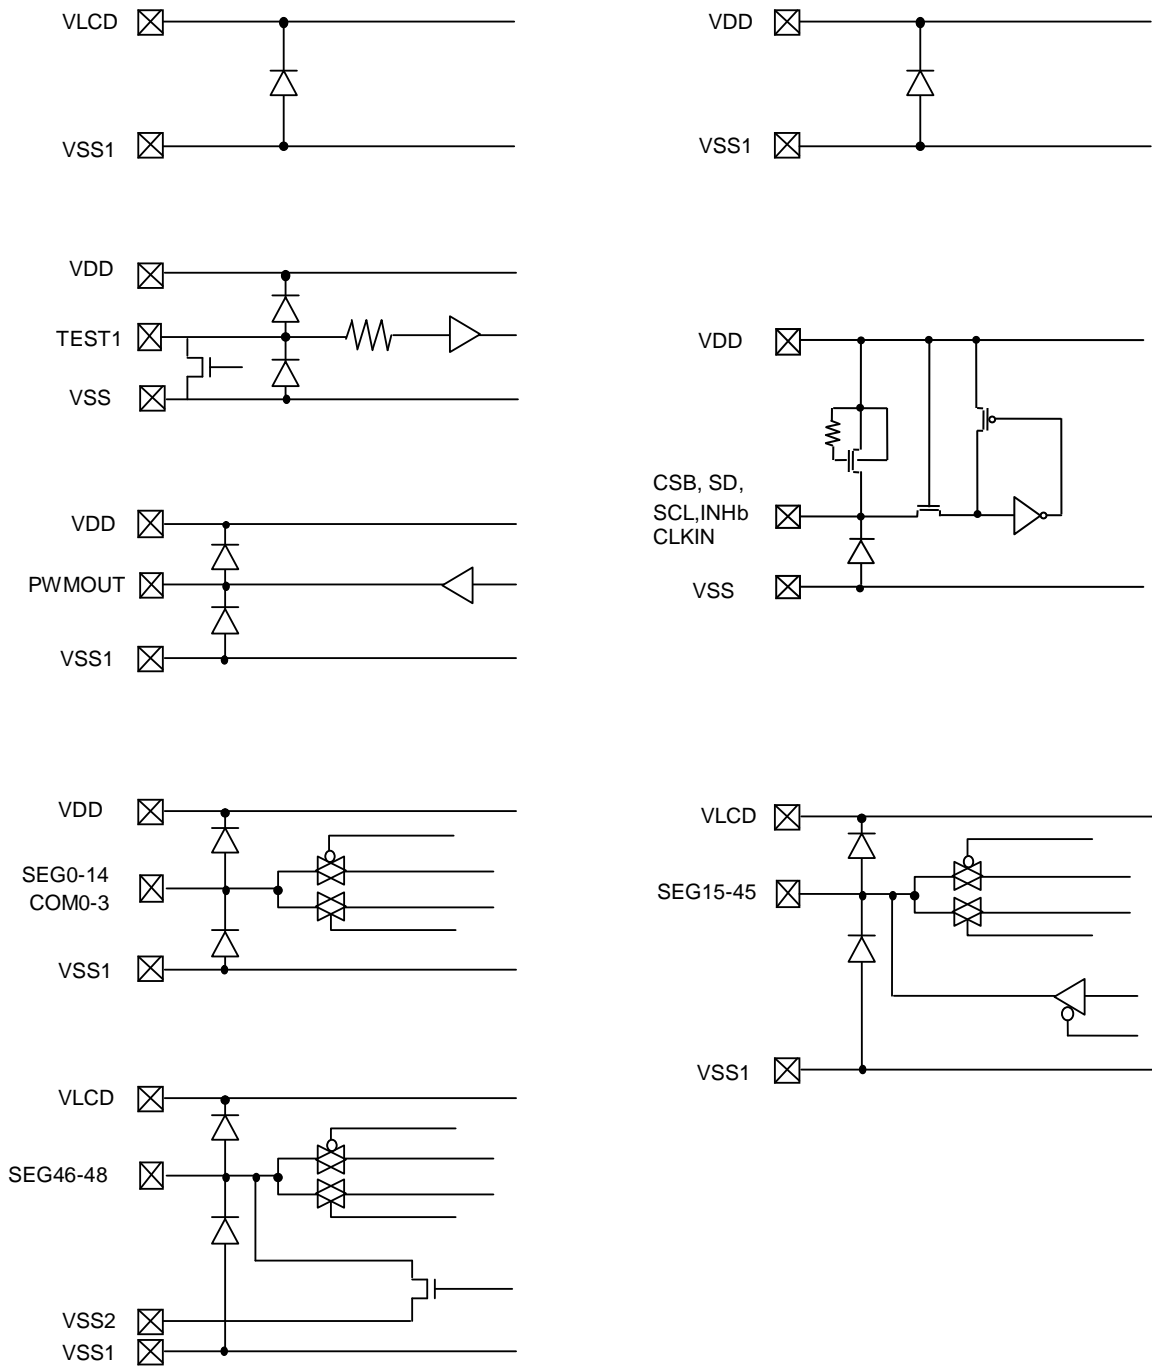 VLCD
VSS1
VDD
VSS1
VDD
TEST1
VSS
VDD
CSB, SD,
SCL,INHb
CLKIN
VSS
VDD
PWMOUT
VSS1
VDD
SEG0-14
COM0-3
VSS1
VLCD
SEG15-45
VSS1
VLCD
SEG46-48
VSS2
VSS1